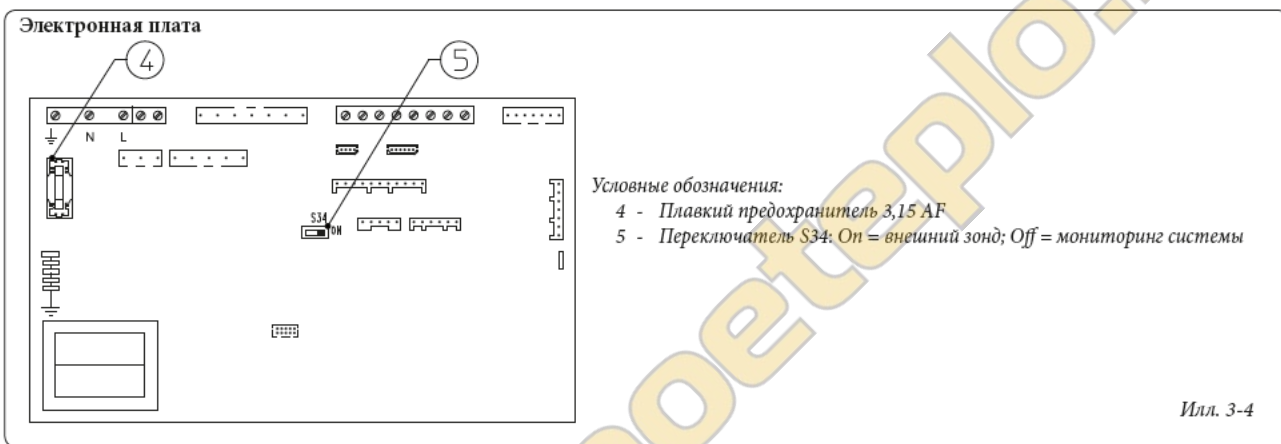 Электронная плата
4
5
N L
S34
ON
Условные обозначения:
4 - Плавкий предохранитель 3,15 AF
5 - Переключатель S34: On = внешний зонд; Off = мониторинг системы
Илл. 3-4
poeteplo.